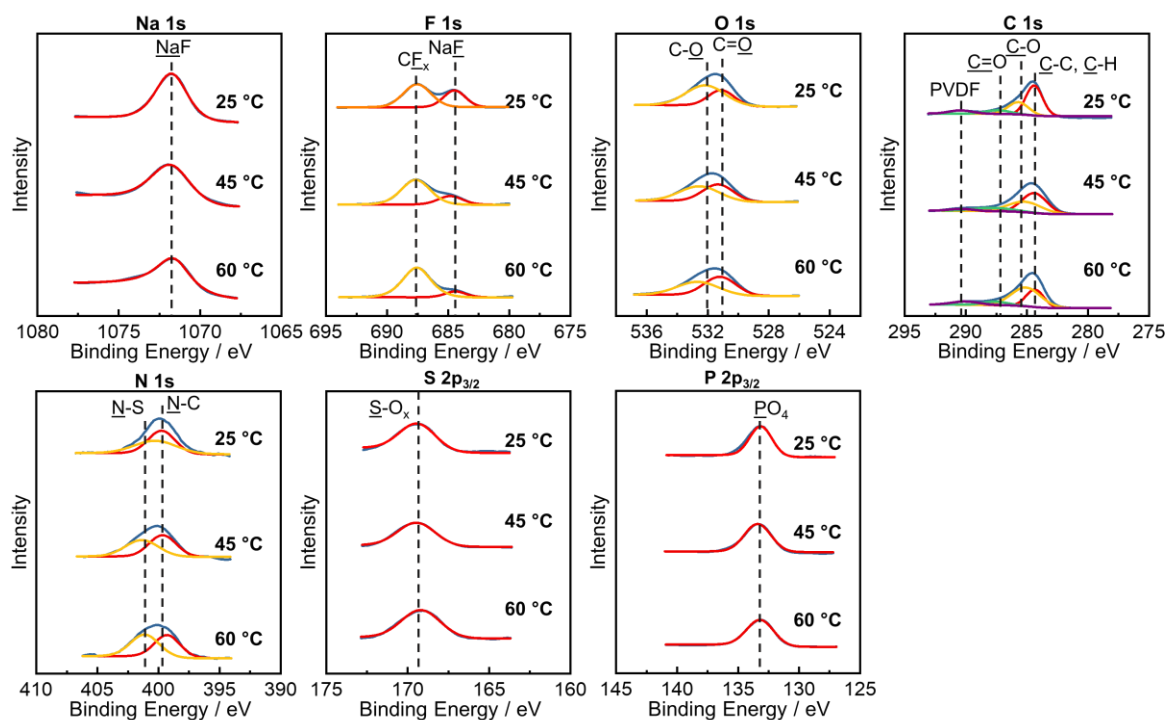 Na 1s
NaF
25 °C
45 °C
60 °C
Intensity
1080 1075 1070 1065
Binding Energy / eV
F 1s
CFx NaF
25 °C
45 °C
60 °C
Intensity
695 690 685 680 675
Binding Energy / eV
O 1s
C-O C=O
25 °C
45 °C
60 °C
Intensity
536 532 528 524
Binding Energy / eV
C 1s
C-O
C=O C-C, C-H
PVDF
25 °C
45 °C
60 °C
Intensity
295 290 285 280 275
Binding Energy / eV
N 1s
N-S N-C
25 °C
45 °C
60 °C
Intensity
410 405 400 395 390
Binding Energy / eV
S 2p3/2
S-Ox
25 °C
45 °C
60 °C
Intensity
175 170 165 160
Binding Energy / eV
P 2p3/2
PO4
25 °C
45 °C
60 °C
Intensity
145 140 135 130 125
Binding Energy / eV